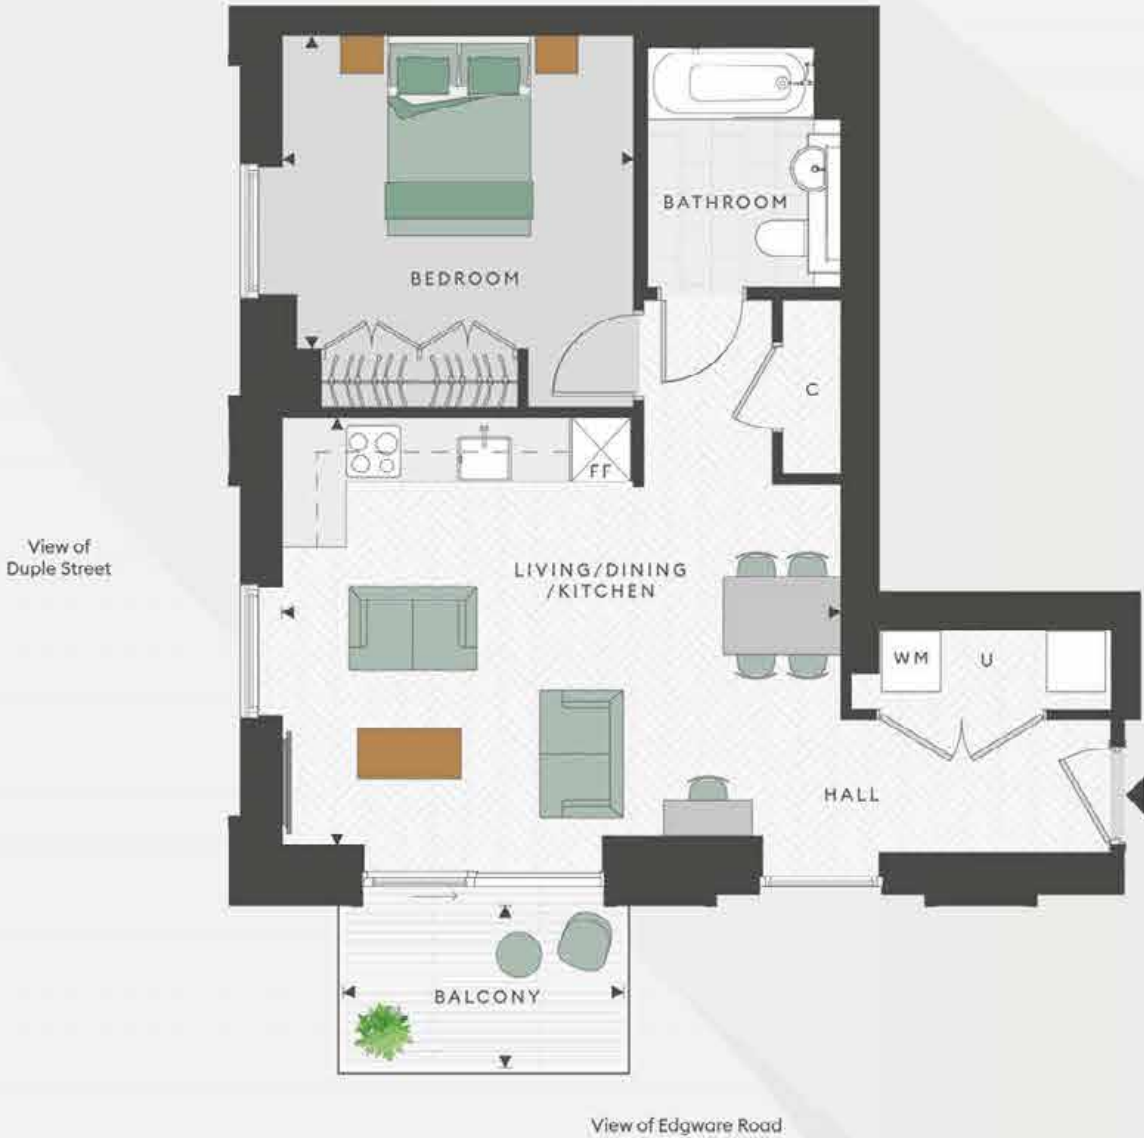 BATHROOM
BEDROOM
C
FF
View of
Duple Street
LIVING/DINING
/KITCHEN
WM
U
HALL
BALCONY
View of Edgware Road